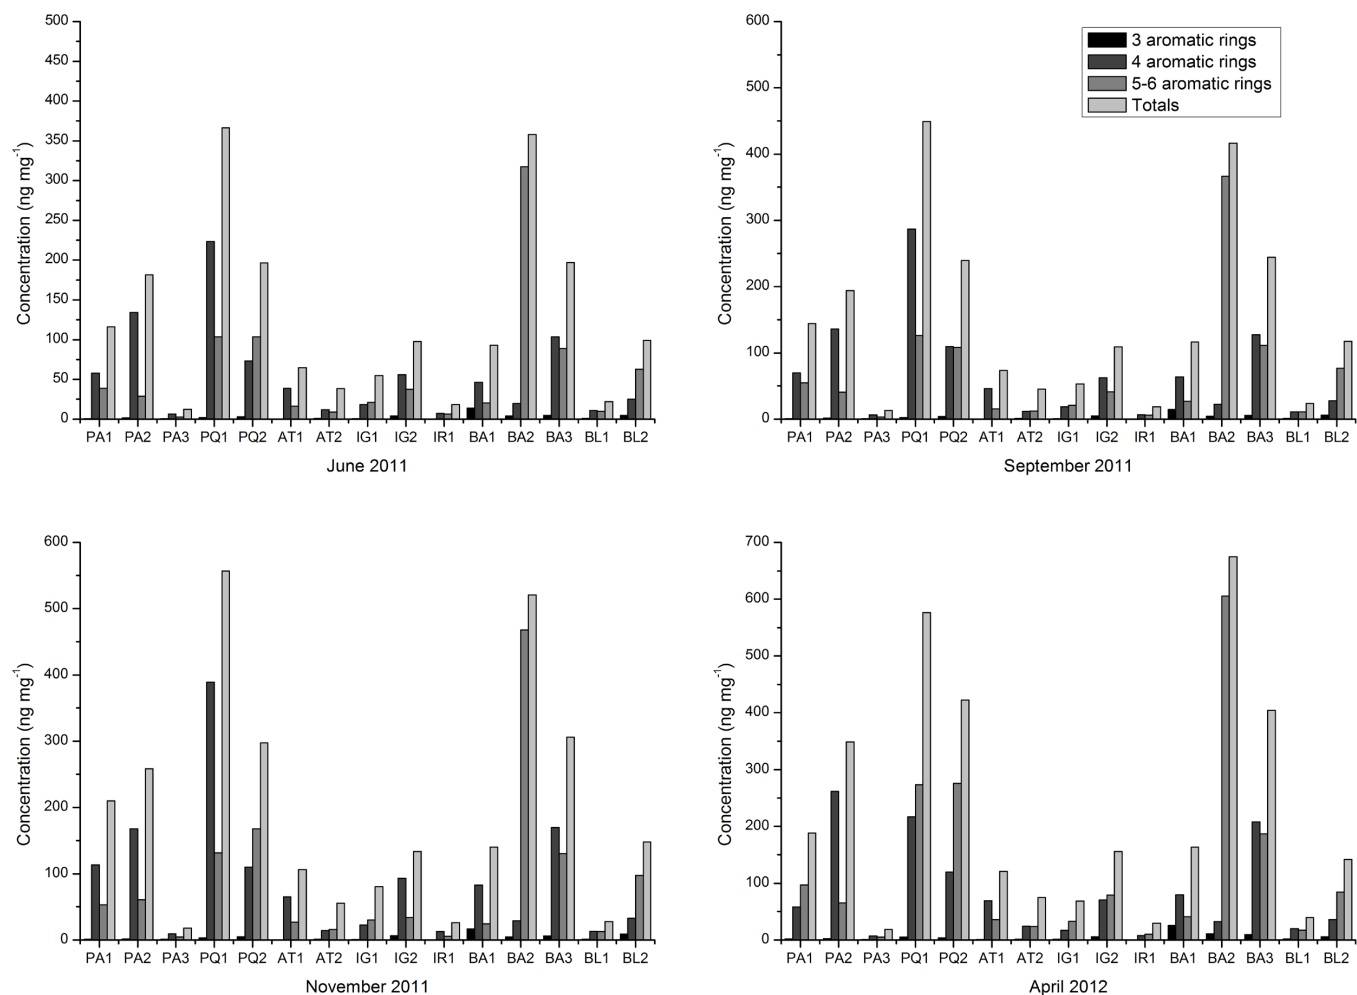 500
450
400
350
300
250
200
150
100
50
0
Concentration (ng mg⁻¹)
PA1 PA2 PA3 PQ1 PQ2 AT1 AT2 IG1 IG2 IR1 BA1 BA2 BA3 BL1 BL2
June 2011
600
500
400
300
200
100
0
Concentration (ng mg⁻¹)
3 aromatic rings
4 aromatic rings
5-6 aromatic rings
Totals
PA1 PA2 PA3 PQ1 PQ2 AT1 AT2 IG1 IG2 IR1 BA1 BA2 BA3 BL1 BL2
September 2011
600
500
400
300
200
100
0
Concentration (ng mg⁻¹)
PA1 PA2 PA3 PQ1 PQ2 AT1 AT2 IG1 IG2 IR1 BA1 BA2 BA3 BL1 BL2
November 2011
700
600
500
400
300
200
100
0
Concentration (ng mg⁻¹)
PA1 PA2 PA3 PQ1 PQ2 AT1 AT2 IG1 IG2 IR1 BA1 BA2 BA3 BL1 BL2
April 2012